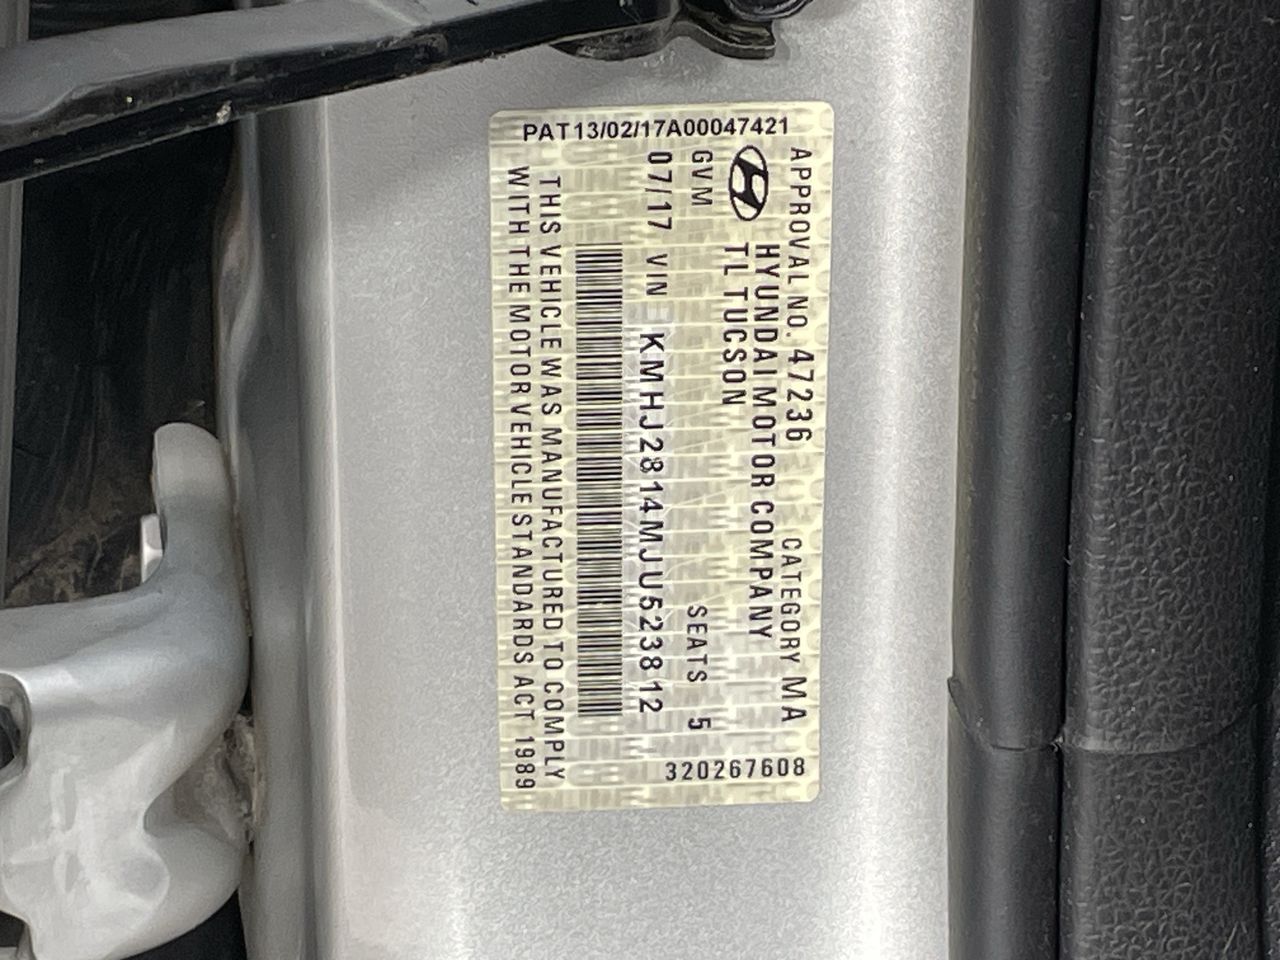 PAT13/02/17A00047421
APPROVAL NO. 47236 CATEGORY MA
HYUNDAI MOTOR COMPANY
TL TUCSON
GVM SEATS 5
07/17 VIN KMHJ2814MJU523812
THIS VEHICLE WAS MANUFACTURED TO COMPLY
WITH THE MOTOR VEHICLE STANDARDS ACT 1989
320267608